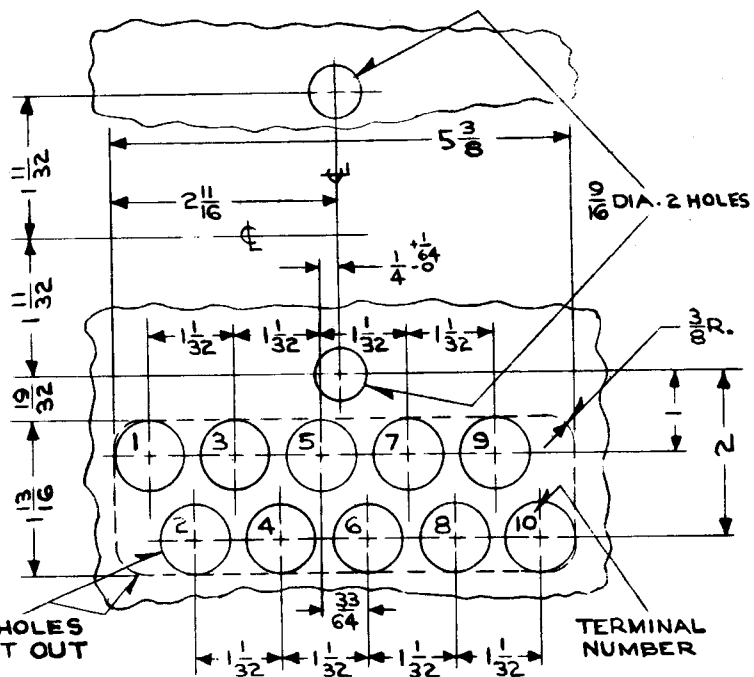 5 3/8
1 11/32
2 11/16
9/16 DIA. 2 HOLES
℄
℄
1/4 +1/64 -0
1 11/32
1 1/32
1 1/32
1 1/32
1 1/32
3/8 R.
19/32
1
2
1 3 5 7 9
1 13/16
2 4 6 8 10
33/64
HOLES
T OUT
TERMINAL
NUMBER
1 1/32
1 1/32
1 1/32
1 1/32